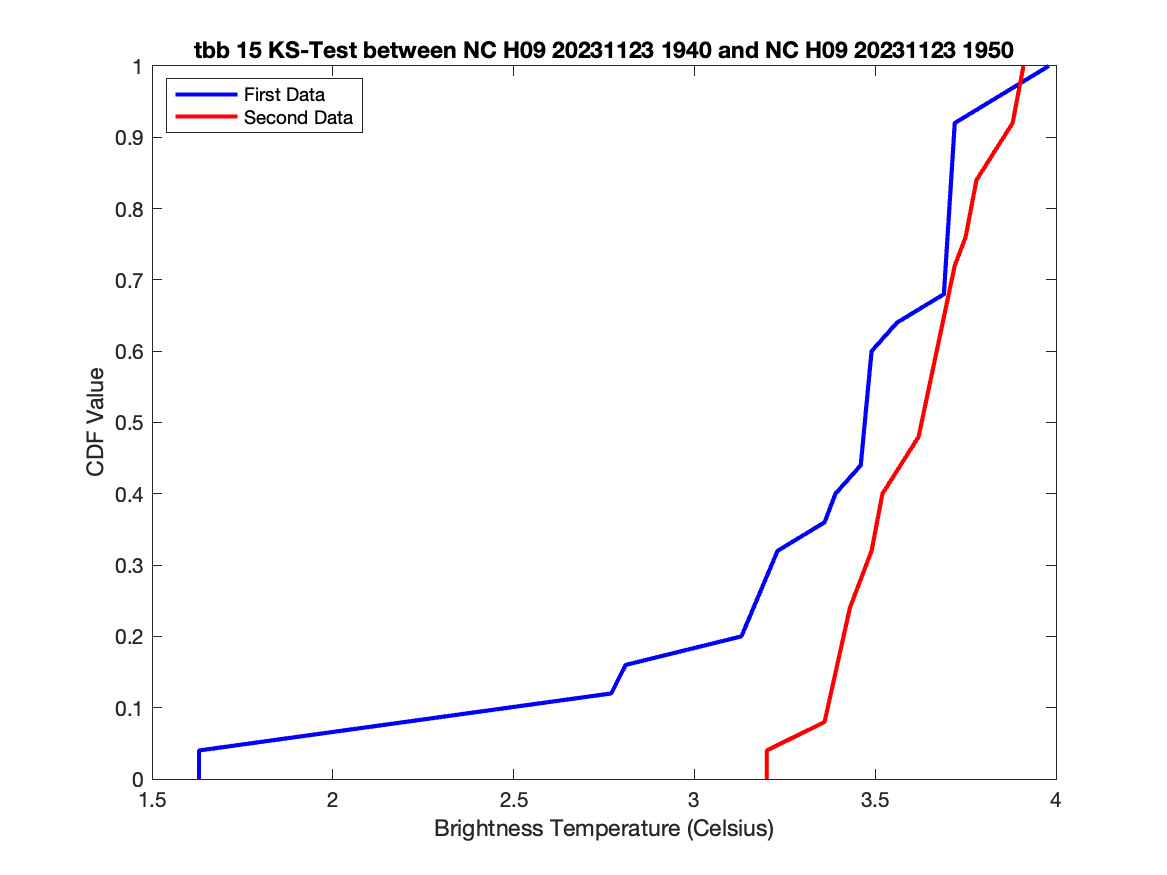 tbb 15 KS-Test between NC H09 20231123 1940 and NC H09 20231123 1950
First Data
Second Data
CDF Value
1
0.9
0.8
0.7
0.6
0.5
0.4
0.3
0.2
0.1
0
1.5 2 2.5 3 3.5 4
Brightness Temperature (Celsius)